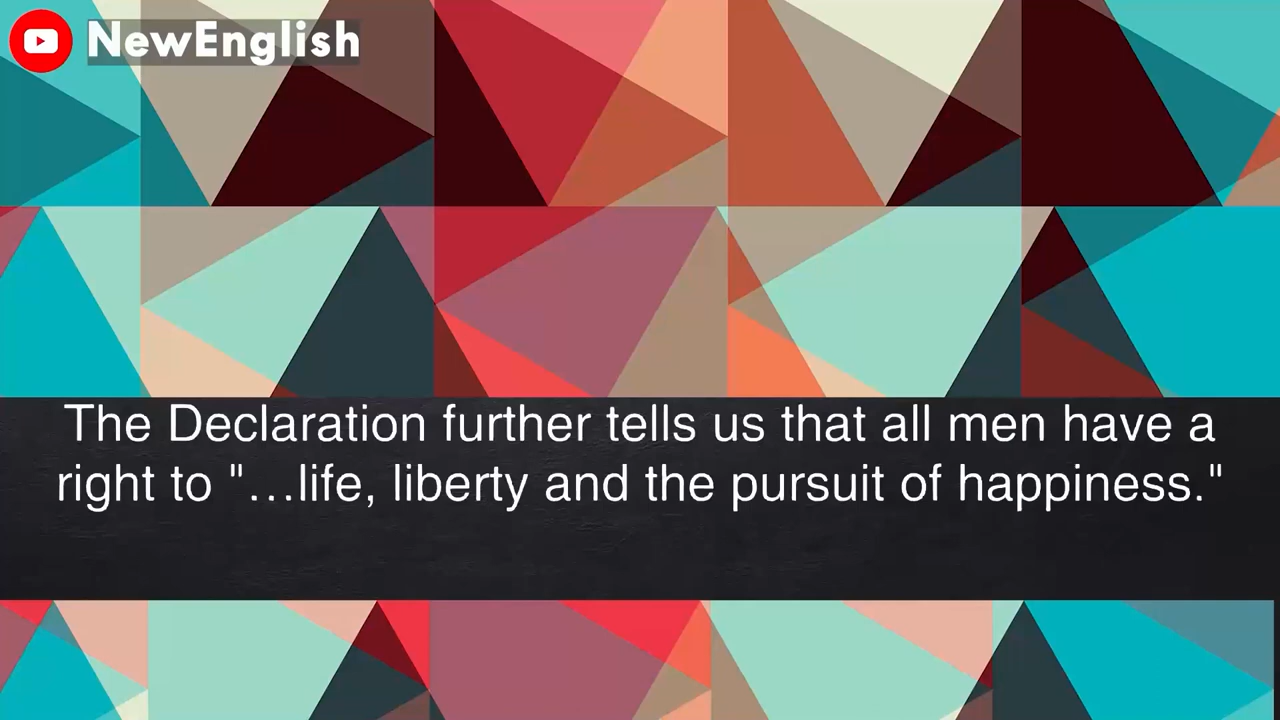 NewEnglish
The Declaration further tells us that all men have a
right to "…life, liberty and the pursuit of happiness."